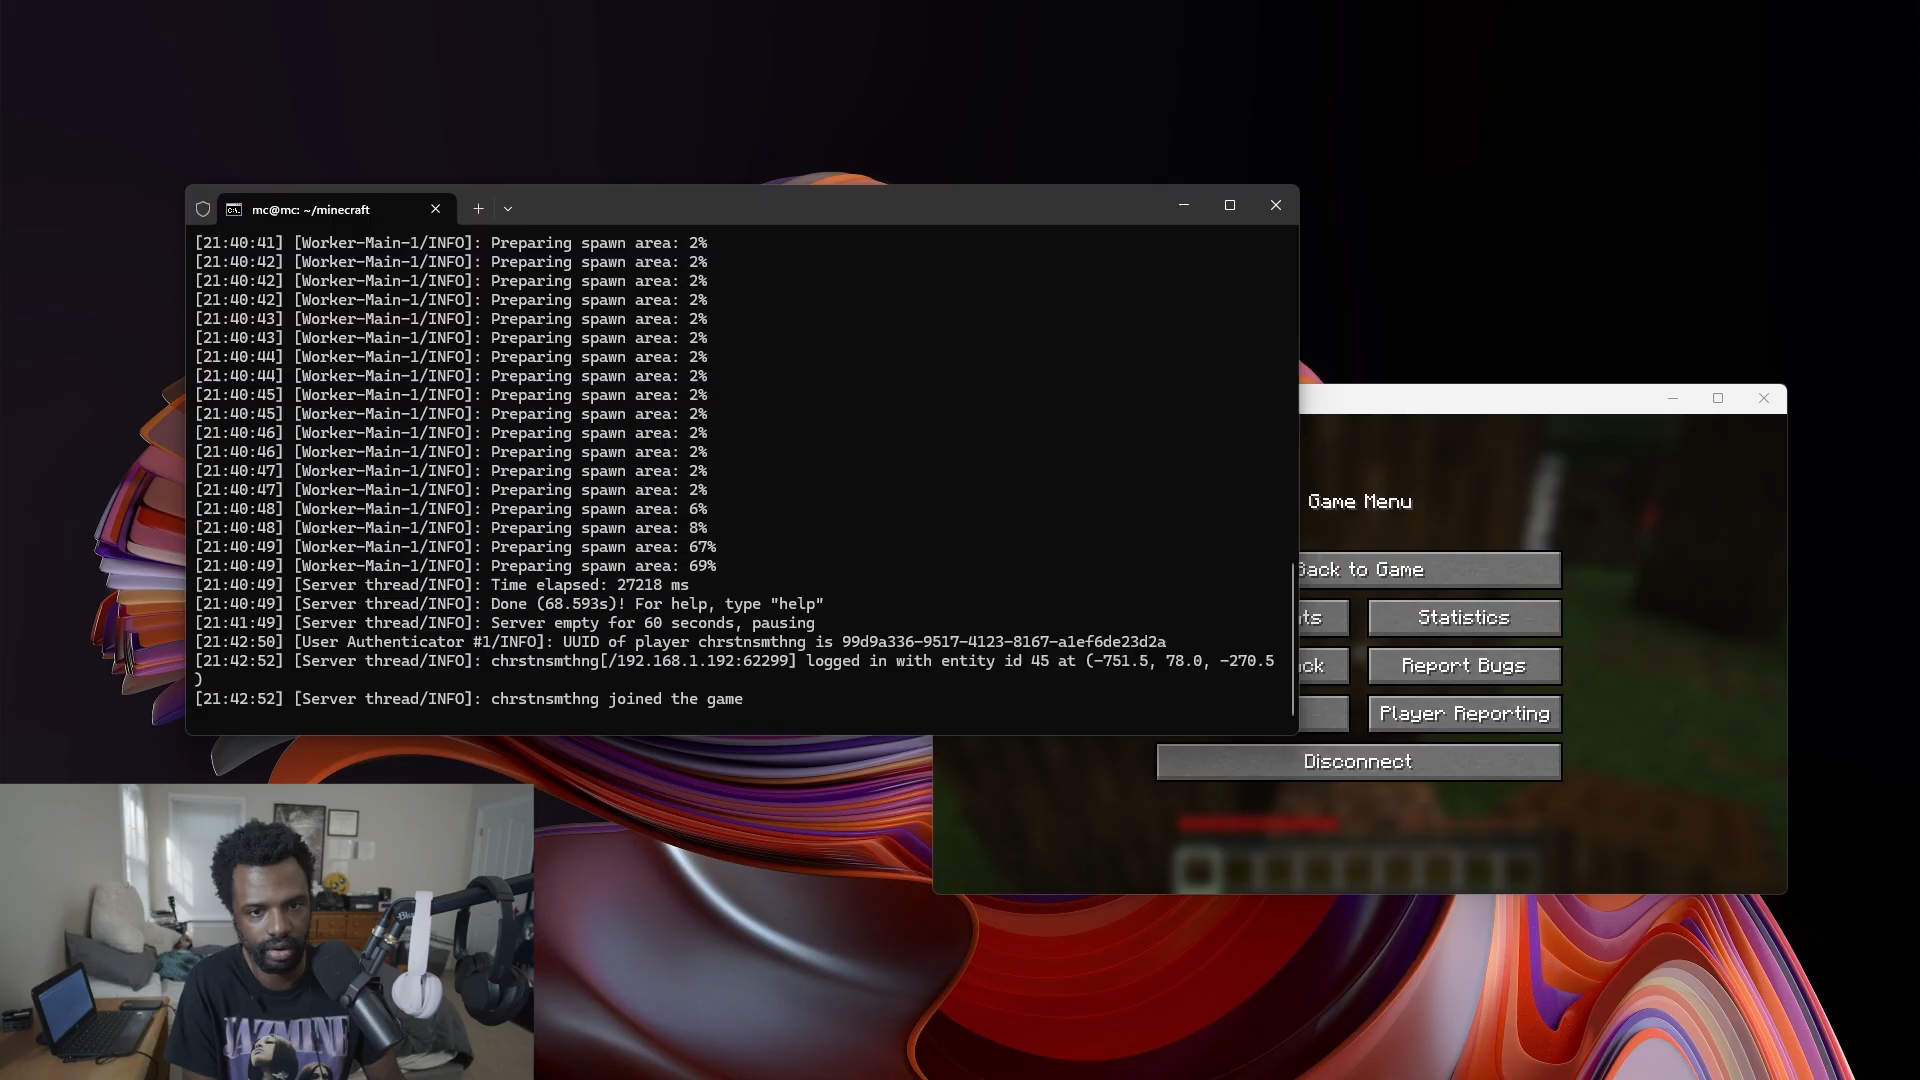 mc@mc: ~/minecraft
[21:40:41] [Worker-Main-1/INFO]: Preparing spawn area: 2%
[21:40:42] [Worker-Main-1/INFO]: Preparing spawn area: 2%
[21:40:42] [Worker-Main-1/INFO]: Preparing spawn area: 2%
[21:40:42] [Worker-Main-1/INFO]: Preparing spawn area: 2%
[21:40:43] [Worker-Main-1/INFO]: Preparing spawn area: 2%
[21:40:43] [Worker-Main-1/INFO]: Preparing spawn area: 2%
[21:40:44] [Worker-Main-1/INFO]: Preparing spawn area: 2%
[21:40:44] [Worker-Main-1/INFO]: Preparing spawn area: 2%
[21:40:45] [Worker-Main-1/INFO]: Preparing spawn area: 2%
[21:40:45] [Worker-Main-1/INFO]: Preparing spawn area: 2%
[21:40:46] [Worker-Main-1/INFO]: Preparing spawn area: 2%
[21:40:46] [Worker-Main-1/INFO]: Preparing spawn area: 2%
[21:40:47] [Worker-Main-1/INFO]: Preparing spawn area: 2%
[21:40:47] [Worker-Main-1/INFO]: Preparing spawn area: 2%
[21:40:48] [Worker-Main-1/INFO]: Preparing spawn area: 6%
[21:40:48] [Worker-Main-1/INFO]: Preparing spawn area: 8%
[21:40:49] [Worker-Main-1/INFO]: Preparing spawn area: 67%
[21:40:49] [Worker-Main-1/INFO]: Preparing spawn area: 69%
[21:40:49] [Server thread/INFO]: Time elapsed: 27218 ms
[21:40:49] [Server thread/INFO]: Done (68.593s)! For help, type "help"
[21:41:49] [Server thread/INFO]: Server empty for 60 seconds, pausing
[21:42:50] [User Authenticator #1/INFO]: UUID of player chrstnsmthng is 99d9a336-9517-4123-8167-a1ef6de23d2a
[21:42:52] [Server thread/INFO]: chrstnsmthng[/192.168.1.192:62299] logged in with entity id 45 at (-751.5, 78.0, -270.5
)
[21:42:52] [Server thread/INFO]: chrstnsmthng joined the game
Game Menu
Back to Game
ts
Statistics
ck
Report Bugs
Player Reporting
Disconnect
JAZMINE